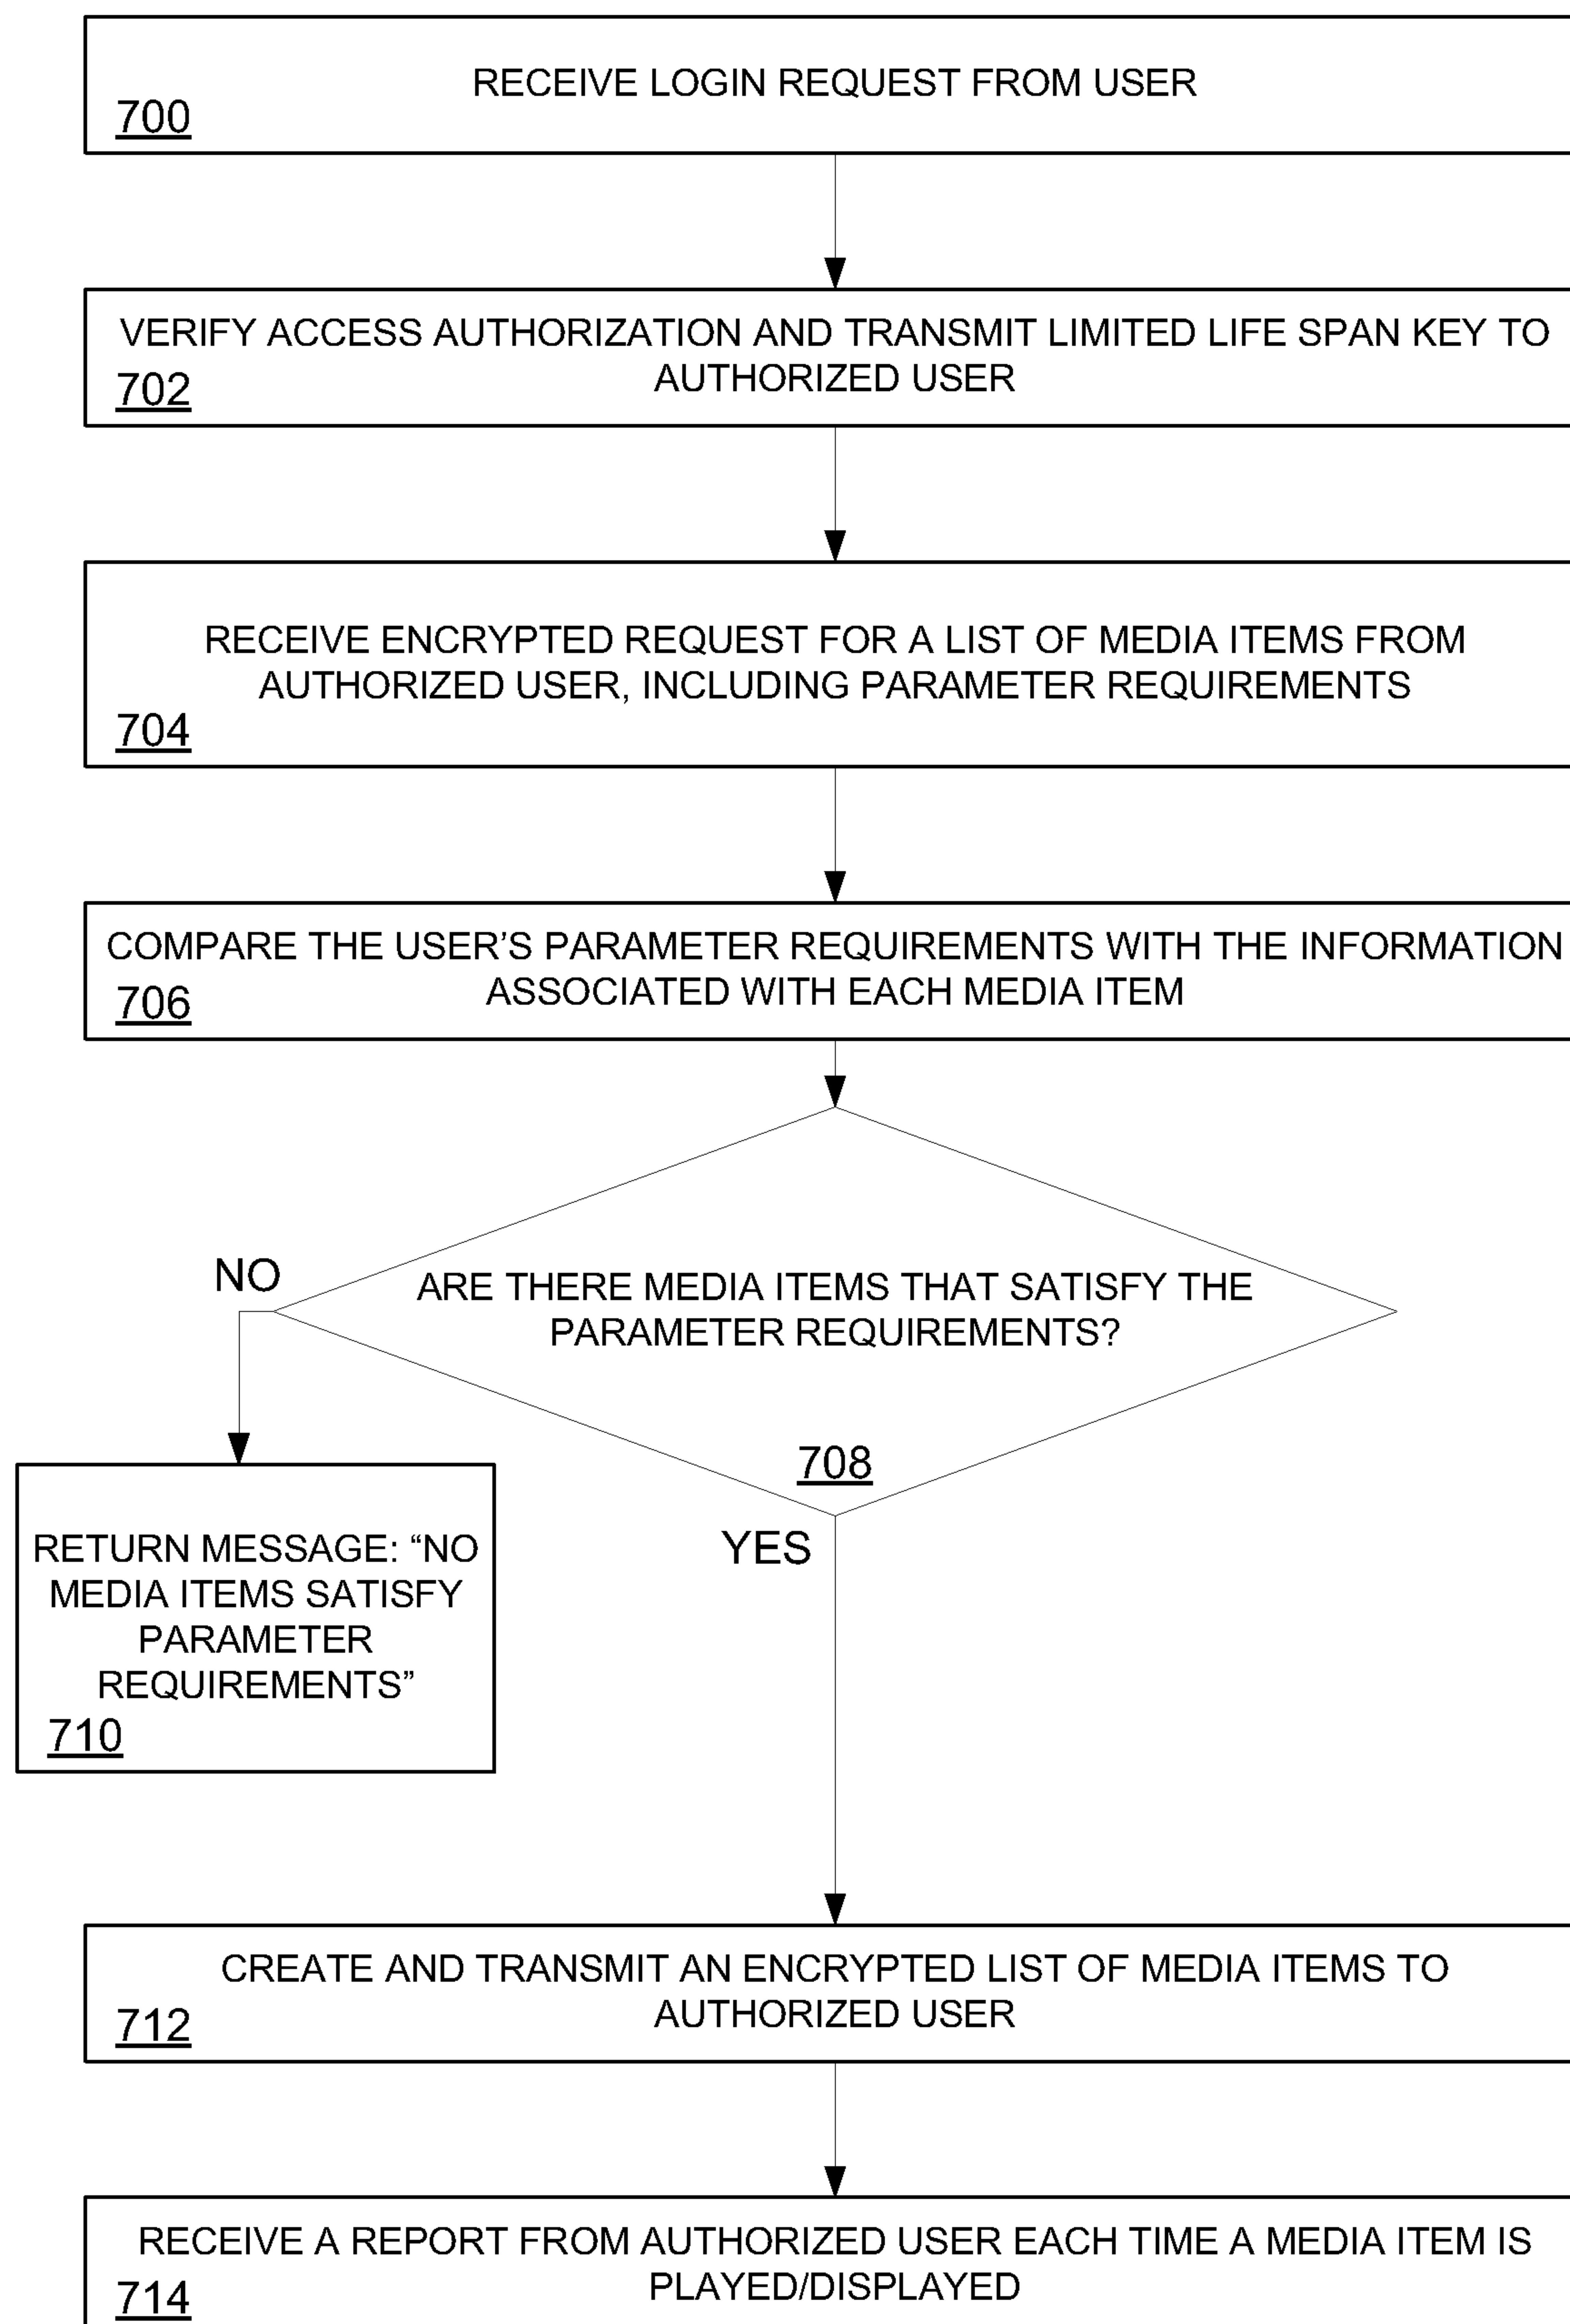 RECEIVE LOGIN REQUEST FROM USER
700
VERIFY ACCESS AUTHORIZATION AND TRANSMIT LIMITED LIFE SPAN KEY TO
AUTHORIZED USER
702
RECEIVE ENCRYPTED REQUEST FOR A LIST OF MEDIA ITEMS FROM
AUTHORIZED USER, INCLUDING PARAMETER REQUIREMENTS
704
COMPARE THE USER’S PARAMETER REQUIREMENTS WITH THE INFORMATION
ASSOCIATED WITH EACH MEDIA ITEM
706
NO
ARE THERE MEDIA ITEMS THAT SATISFY THE
PARAMETER REQUIREMENTS?
708
YES
RETURN MESSAGE: “NO
MEDIA ITEMS SATISFY
PARAMETER
REQUIREMENTS”
710
CREATE AND TRANSMIT AN ENCRYPTED LIST OF MEDIA ITEMS TO
AUTHORIZED USER
712
RECEIVE A REPORT FROM AUTHORIZED USER EACH TIME A MEDIA ITEM IS
PLAYED/DISPLAYED
714